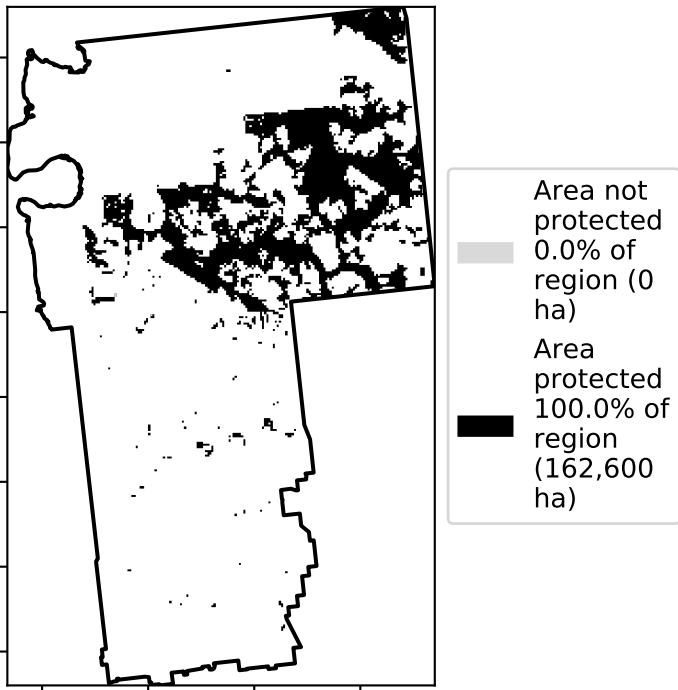 Area not
protected
0.0% of
region (0
ha)
Area
protected
100.0% of
region
(162,600
ha)